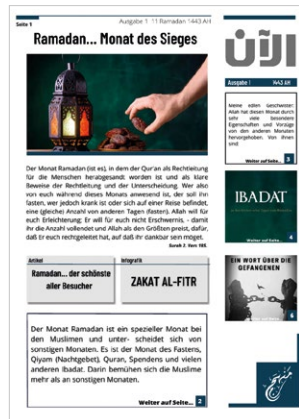 Seite 1
Ausgabe 1 11 Ramadan 1443 AH
Ramadan... Monat des Sieges
Der Monat Ramadan (ist es), in dem der Qur'an als Rechtleitung
für die Menschen herabgesandt worden ist und als klare
Beweise der Rechtleitung und der Unterscheidung. Wer also
von euch während dieses Monats anwesend ist, der soll ihn
fasten, wer jedoch krank ist oder sich auf einer Reise befindet,
eine (gleiche) Anzahl von anderen Tagen (fasten). Allah will für
euch Erleichterung; Er will für euch nicht Erschwernis, - damit
ihr die Anzahl vollendet und Allah als den Größten preist, dafür,
daß Er euch rechtgeleitet hat, auf daß ihr dankbar sein möget.
Surah 2. Vers 185.
Artikel
Ramadan... der schönste
aller Besucher
Infografik
ZAKAT AL-FITR
Der Monat Ramadan ist ein spezieller Monat bei
den Muslimen und unter- scheidet sich von
sonstigen Monaten. Es ist der Monat des Fastens,
Qiyam (Nachtgebet), Quran, Spendens und vielen
anderen Ibadat. Darin bemühen sich die Muslime
mehr als an sonstigen Monaten.
Weiter auf Seite... 2
الآن
Ausgabe 1 1443 AH
Meine edlen Geschwister:
Allah hat diesen Monat durch
sehr viele besondere
Eigenschaften und Vorzüge
von den anderen Monaten
hervorgehoben. Von ihnen
sind
Weiter auf Seite... 3
IBADAT
Weiter auf Seite... 4
EIN WORT ÜBER DIE
GEFANGENEN
Weiter auf Seite... 6